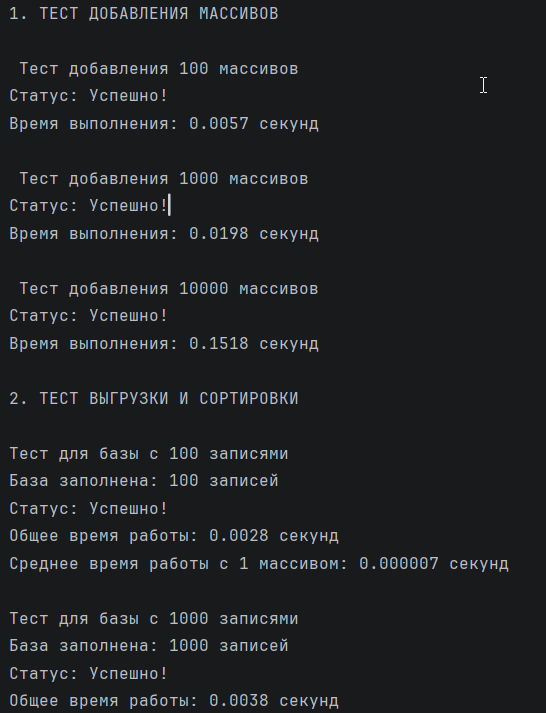 1. ТЕСТ ДОБАВЛЕНИЯ МАССИВОВ
Тест добавления 100 массивов
Статус: Успешно!
Время выполнения: 0.0057 секунд
Тест добавления 1000 массивов
Статус: Успешно!
Время выполнения: 0.0198 секунд
Тест добавления 10000 массивов
Статус: Успешно!
Время выполнения: 0.1518 секунд
2. ТЕСТ ВЫГРУЗКИ И СОРТИРОВКИ
Тест для базы с 100 записями
База заполнена: 100 записей
Статус: Успешно!
Общее время работы: 0.0028 секунд
Среднее время работы с 1 массивом: 0.000007 секунд
Тест для базы с 1000 записями
База заполнена: 1000 записей
Статус: Успешно!
Общее время работы: 0.0038 секунд